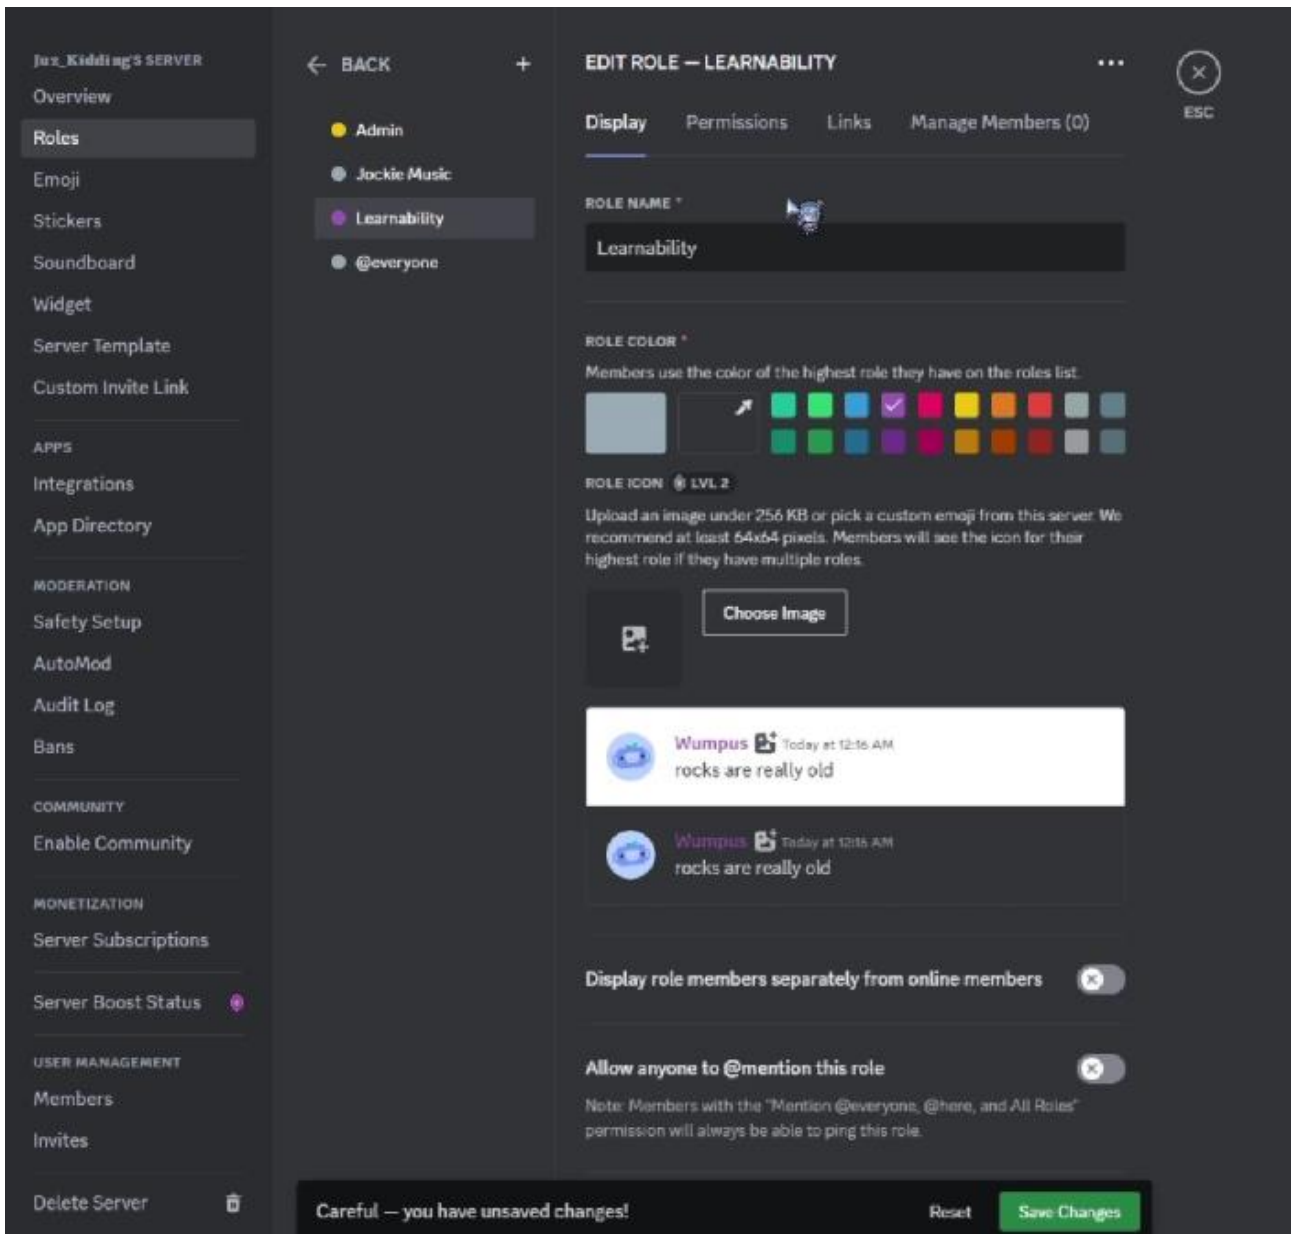 Jux_Kidding's SERVER
Overview
Roles
Emoji
Stickers
Soundboard
Widget
Server Template
Custom Invite Link
APPS
Integrations
App Directory
MODERATION
Safety Setup
AutoMod
Audit Log
Bans
COMMUNITY
Enable Community
MONETIZATION
Server Subscriptions
Server Boost Status
USER MANAGEMENT
Members
Invites
Delete Server
BACK +
Admin
Jockie Music
Learnability
@everyone
EDIT ROLE — LEARNABILITY
Display Permissions Links Manage Members (0)
ESC
ROLE NAME *
Learnability
ROLE COLOR *
Members use the color of the highest role they have on the roles list.
ROLE ICON LVL 2
Upload an image under 256 KB or pick a custom emoji from this server. We
recommend at least 64x64 pixels. Members will see the icon for their
highest role if they have multiple roles.
Choose Image
Wumpus Today at 12:16 AM
rocks are really old
Wumpus Today at 12:16 AM
rocks are really old
Display role members separately from online members
Allow anyone to @mention this role
Note: Members with the "Mention @everyone, @here, and All Roles"
permission will always be able to ping this role.
Careful — you have unsaved changes!
Reset
Save Changes